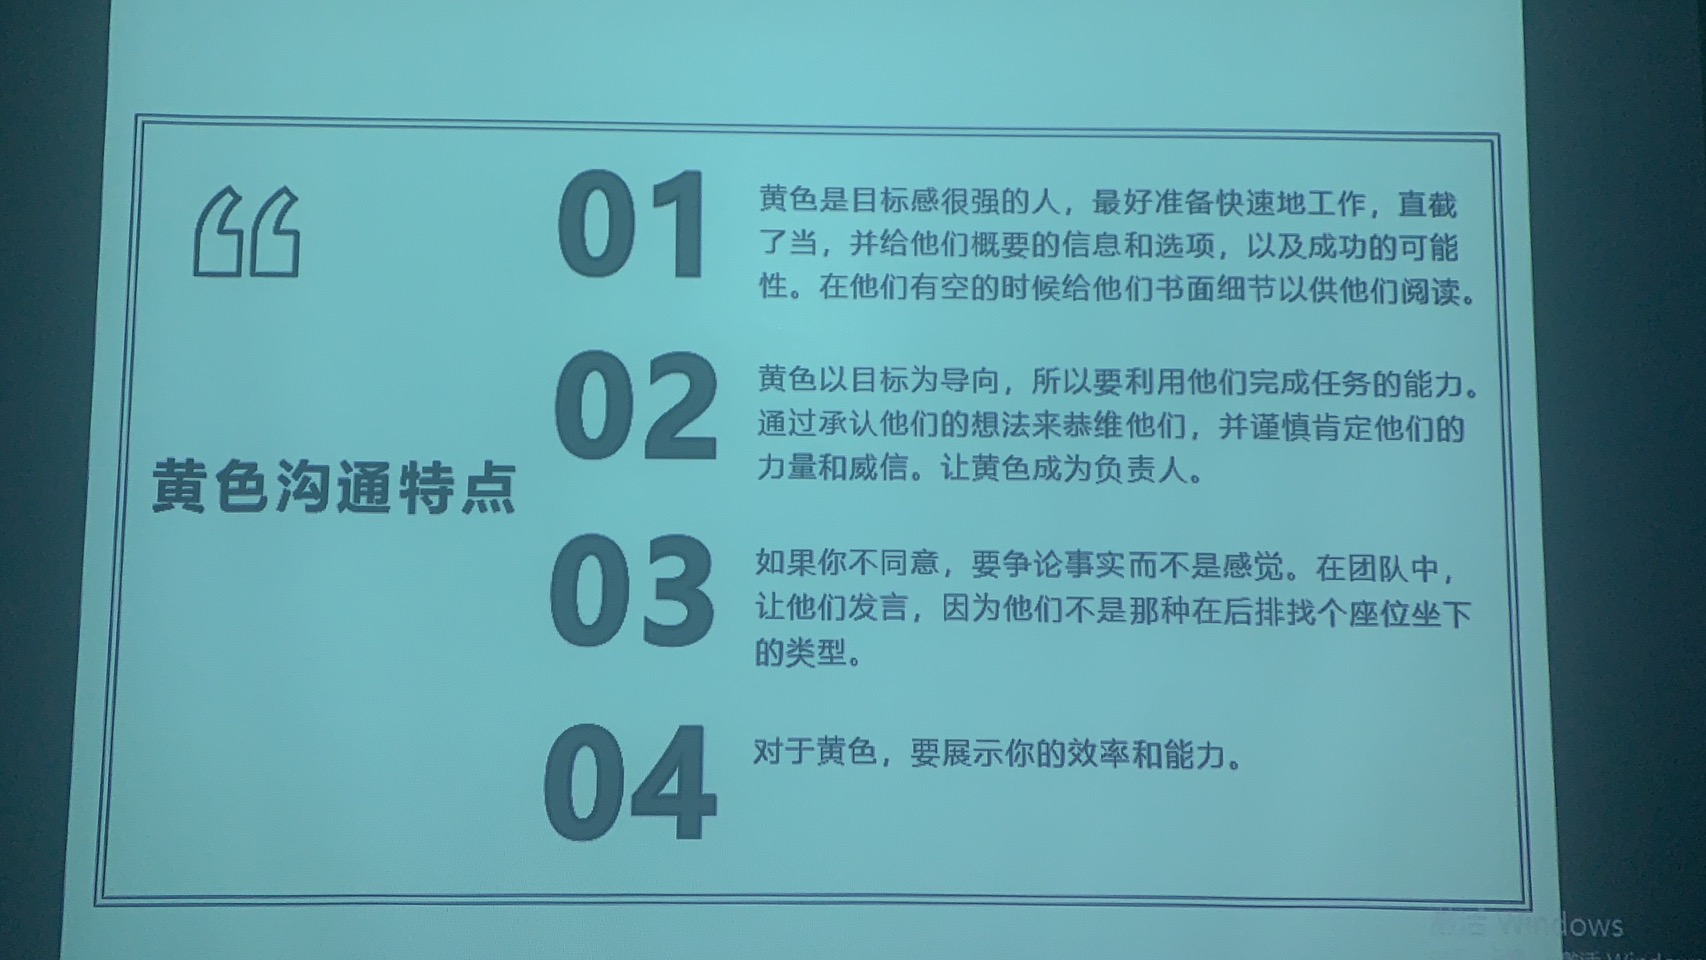 黄色沟通特点
01
黄色是目标感很强的人，最好准备快速地工作，直截
了当，并给他们概要的信息和选项，以及成功的可能
性。在他们有空的时候给他们书面细节以供他们阅读。
02
黄色以目标为导向，所以要利用他们完成任务的能力。
通过承认他们的想法来恭维他们，并谨慎肯定他们的
力量和威信。让黄色成为负责人。
03
如果你不同意，要争论事实而不是感觉。在团队中，
让他们发言，因为他们不是那种在后排找个座位坐下
的类型。
04
对于黄色，要展示你的效率和能力。
激活 Windows